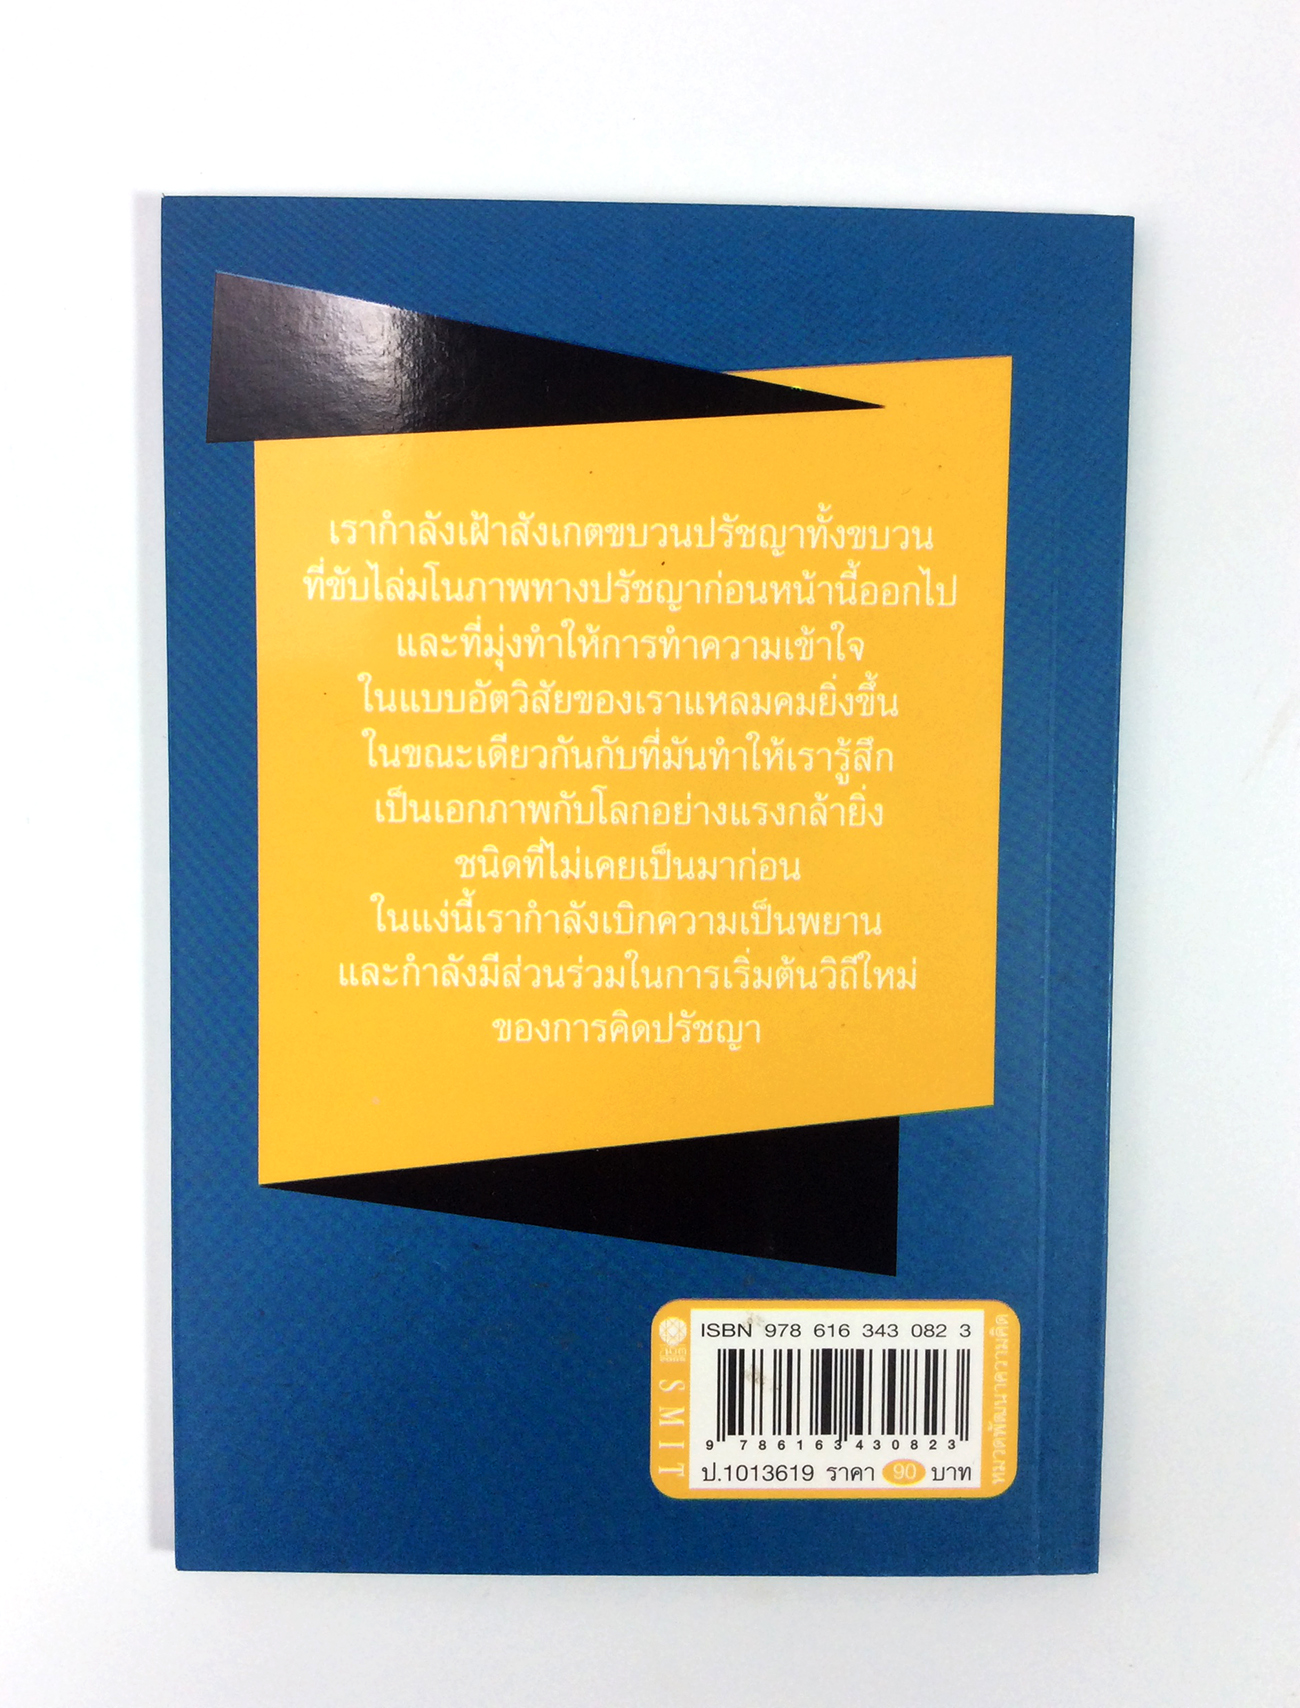 เรากำลังเฝ้าสังเกตขบวนปรัชญาทั้งขบวน
ที่ขับไล่มโนภาพทางปรัชญาก่อนหน้านี้ออกไป
และที่มุ่งทำให้การทำความเข้าใจ
ในแบบอัตวิสัยของเราแหลมคมยิ่งขึ้น
ในขณะเดียวกันกับที่มันทำให้เรารู้สึก
เป็นเอกภาพกับโลกอย่างแรงกล้ายิ่ง
ชนิดที่ไม่เคยเป็นมาก่อน
ในแง่นี้เรากำลังเบิกความเป็นพยาน
และกำลังมีส่วนร่วมในการเริ่มต้นวิถีใหม่
ของการคิดปรัชญา
ISBN 978 616 343 082 3
9 786163 430823
ป.1013619 ราคา 90 บาท
SMIT
หมวดพัฒนาความคิด